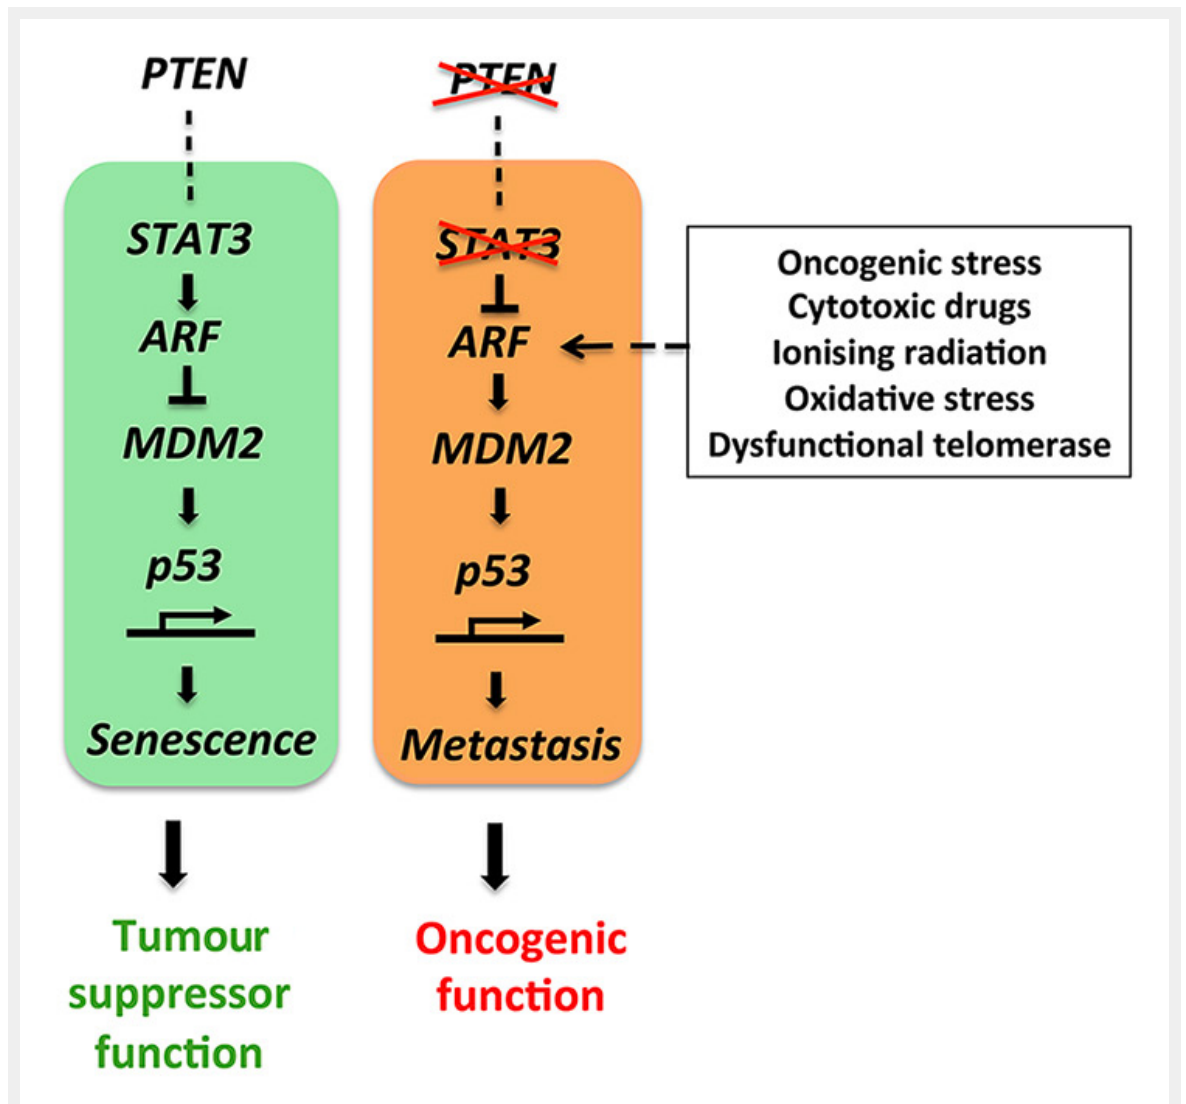 PTEN
STAT3
ARF
MDM2
p53
Senescence
Tumour
suppressor
function
PTEN
STAT3
ARF
MDM2
p53
Metastasis
Oncogenic
function
Oncogenic stress
Cytotoxic drugs
Ionising radiation
Oxidative stress
Dysfunctional telomerase